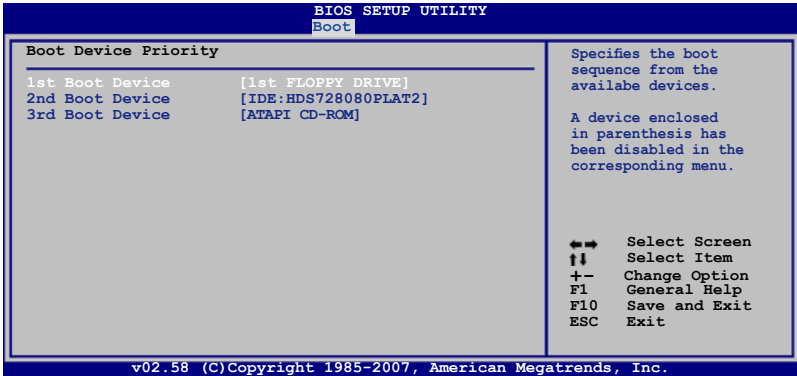 BIOS SETUP UTILITY
Boot
Boot Device Priority
1st Boot Device [1st FLOPPY DRIVE]
2nd Boot Device [IDE:HDS728080PLAT2]
3rd Boot Device [ATAPI CD-ROM]
Specifies the boot
sequence from the
availabe devices.
A device enclosed
in parenthesis has
been disabled in the
corresponding menu.
←→ Select Screen
↑↓ Select Item
+- Change Option
F1 General Help
F10 Save and Exit
ESC Exit
v02.58 (C)Copyright 1985-2007, American Megatrends, Inc.